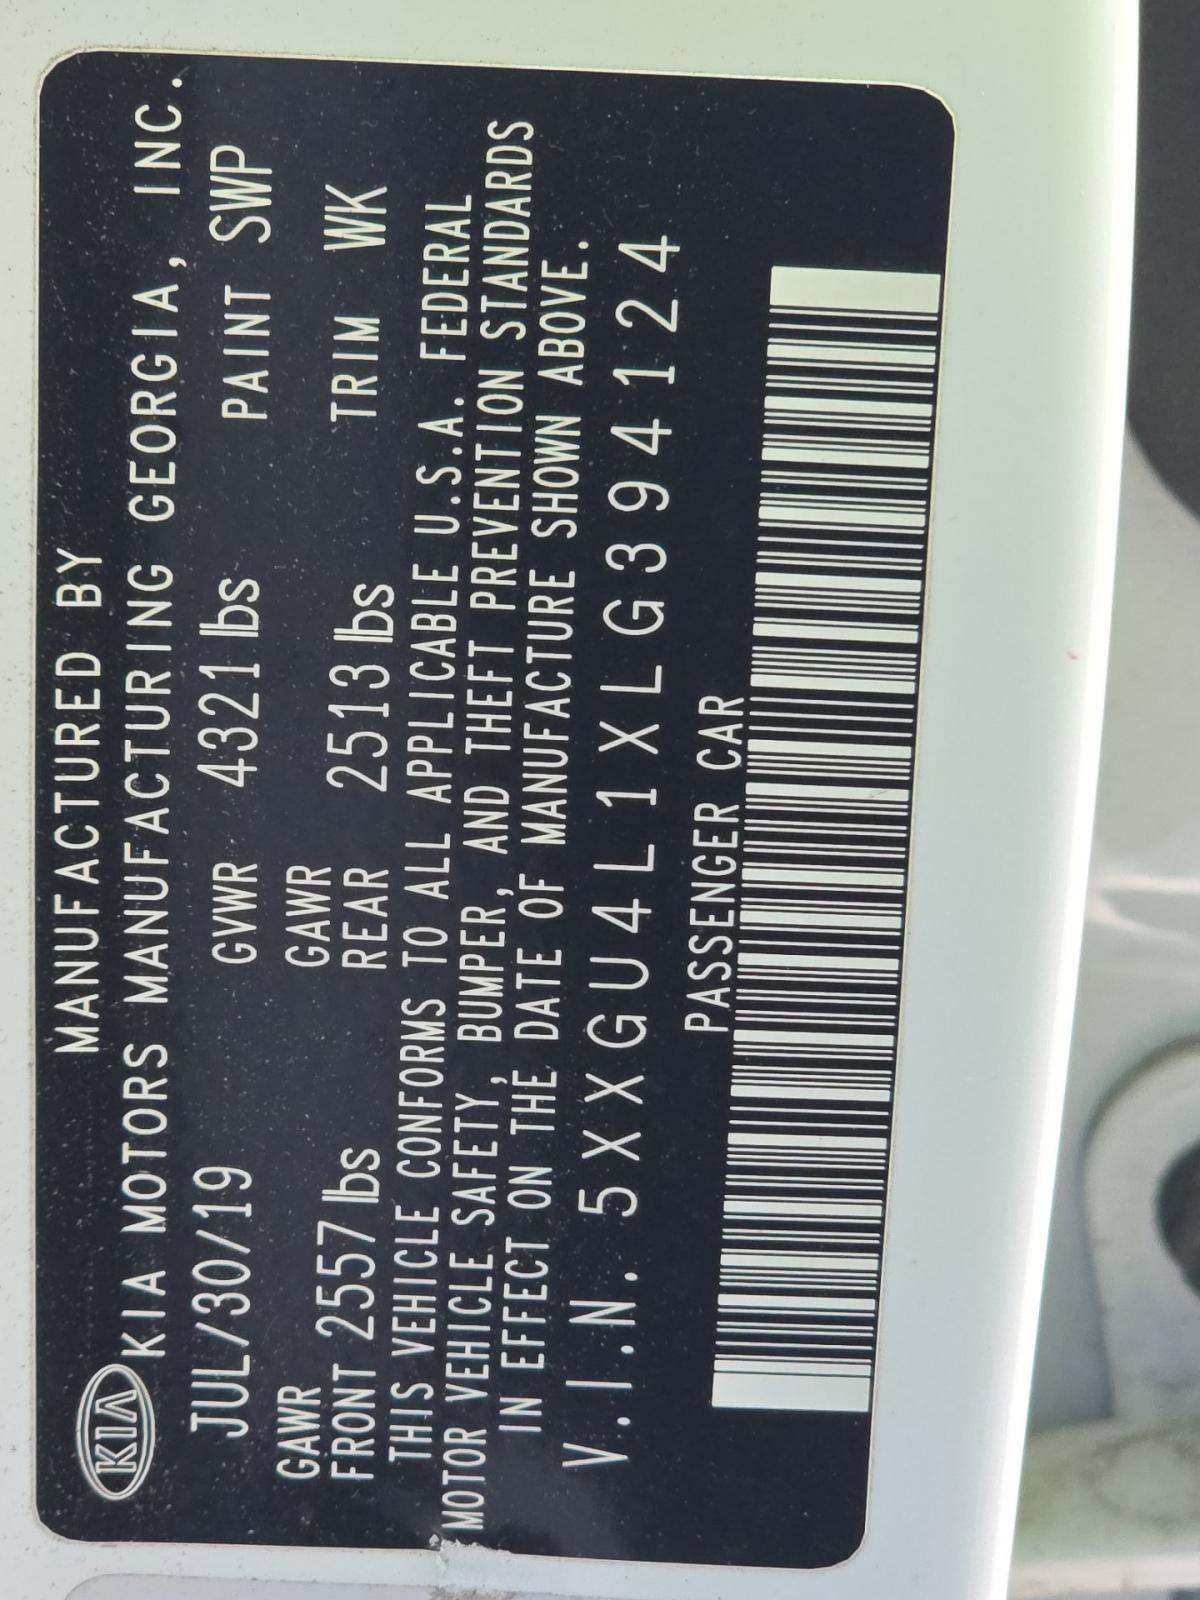 MANUFACTURED BY
KIA KIA MOTORS MANUFACTURING GEORGIA, INC.
JUL/30/19 GVWR 4321 lbs PAINT SWP
GAWR GAWR
FRONT 2557 lbs REAR 2513 lbs TRIM WK
THIS VEHICLE CONFORMS TO ALL APPLICABLE U.S.A. FEDERAL
MOTOR VEHICLE SAFETY, BUMPER, AND THEFT PREVENTION STANDARDS
IN EFFECT ON THE DATE OF MANUFACTURE SHOWN ABOVE.
V.I.N. 5XXGU4L1XLG394124
PASSENGER CAR